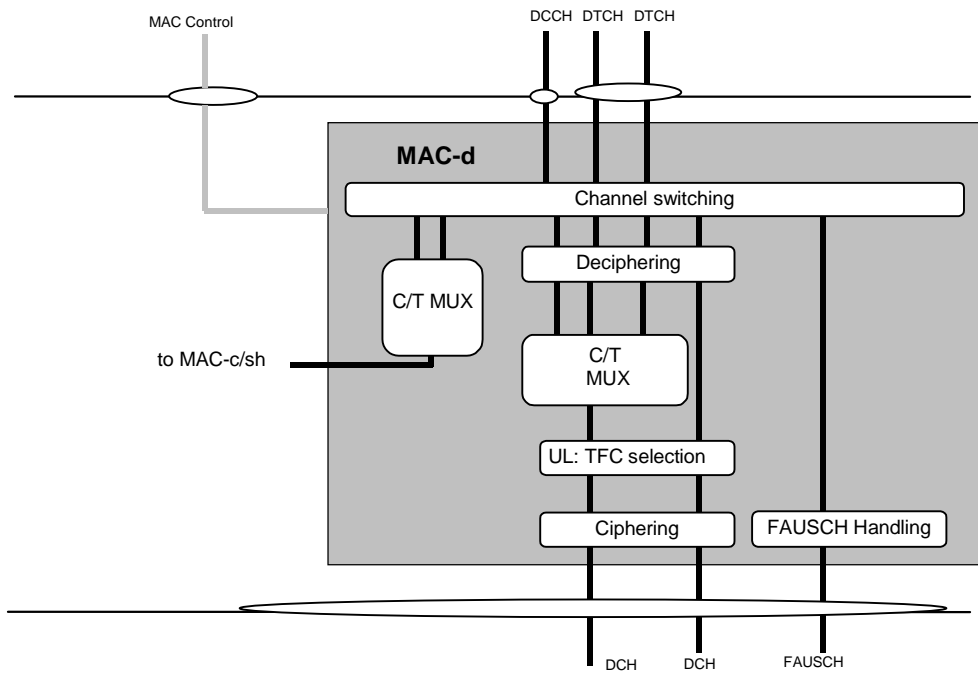 MAC Control
DCCH DTCH DTCH
MAC-d
Channel switching
Deciphering
C/T MUX
C/T
MUX
to MAC-c/sh
UL: TFC selection
Ciphering
FAUSCH Handling
DCH DCH FAUSCH